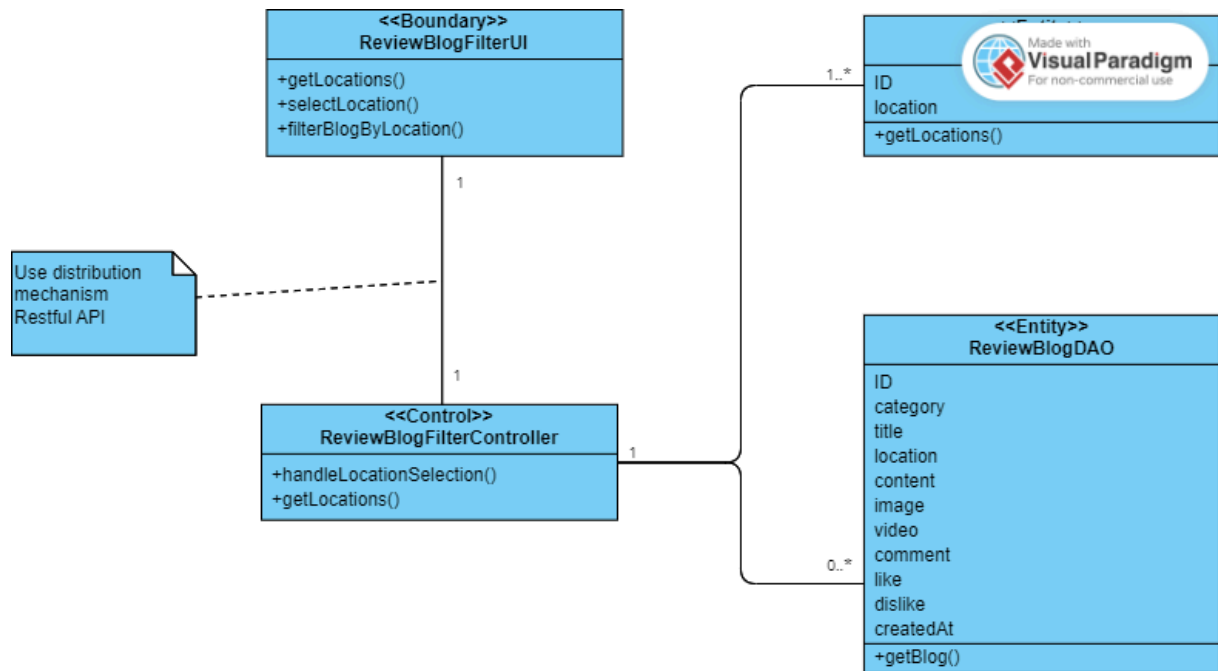 <<Boundary>>
ReviewBlogFilterUI
+getLocations()
+selectLocation()
+filterBlogByLocation()
1
Use distribution
mechanism
Restful API
1
<<Control>>
ReviewBlogFilterController
+handleLocationSelection()
+getLocations()
1
1..*
Made with
Visual Paradigm
For non-commercial use
ID
location
+getLocations()
0..*
<<Entity>>
ReviewBlogDAO
ID
category
title
location
content
image
video
comment
like
dislike
createdAt
+getBlog()